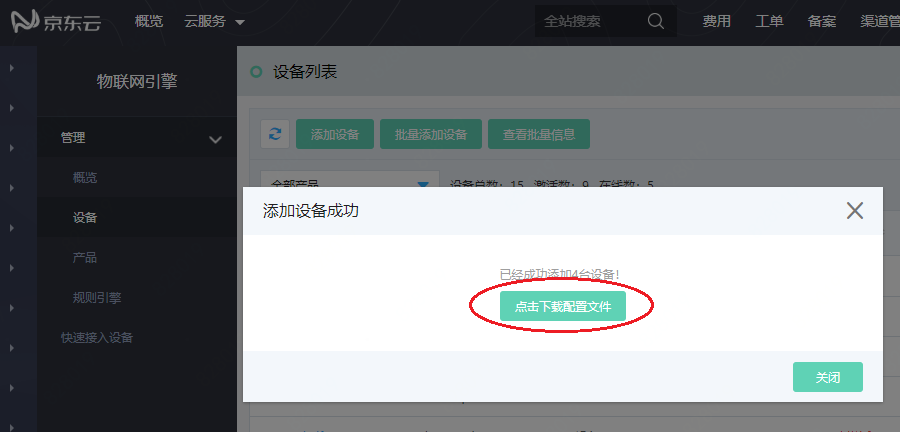 京东云 概览 云服务 全站搜索 费用 工单 备案 渠道管
物联网引擎
设备列表
管理
添加设备 批量添加设备 查看批量信息
概览
全部产品 设备总数：15 激活数：9 在线数：5
添加设备成功
设备
产品
已经成功添加4台设备！
规则引擎
点击下载配置文件
快速接入设备
关闭